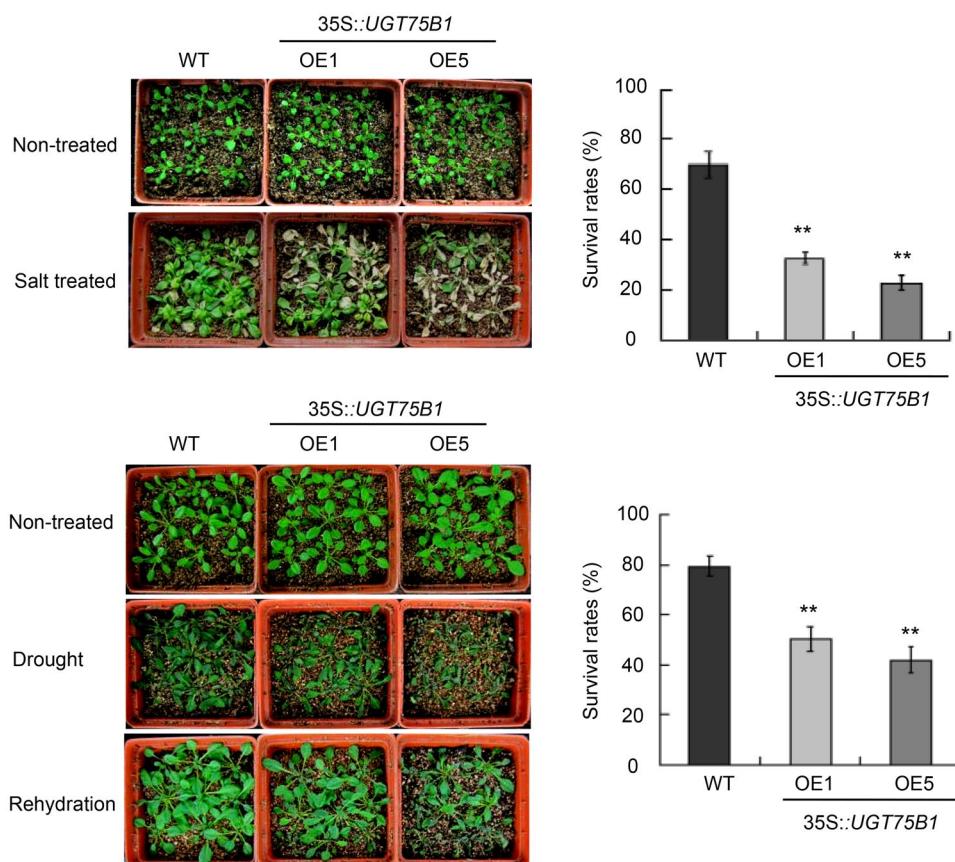 35S::UGT75B1
WT OE1 OE5
Non-treated
Salt treated
100
80
60
40
20
0
Survival rates (%)
**
**
WT OE1 OE5
35S::UGT75B1
35S::UGT75B1
WT OE1 OE5
Non-treated
Drought
Rehydration
100
80
60
40
20
0
Survival rates (%)
**
**
WT OE1 OE5
35S::UGT75B1